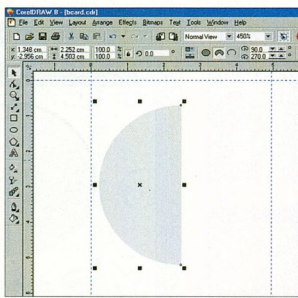 CorelDRAW 8 - [bcard.cdr]
File Edit View Layout Arrange Effects Bitmaps Text Tools Window Help
Normal View 450%
x: 1.348 cm 2.252 cm 100.0 % 0.0 ° 90.0
y: 2.956 cm 4.503 cm 100.0 % 270.0